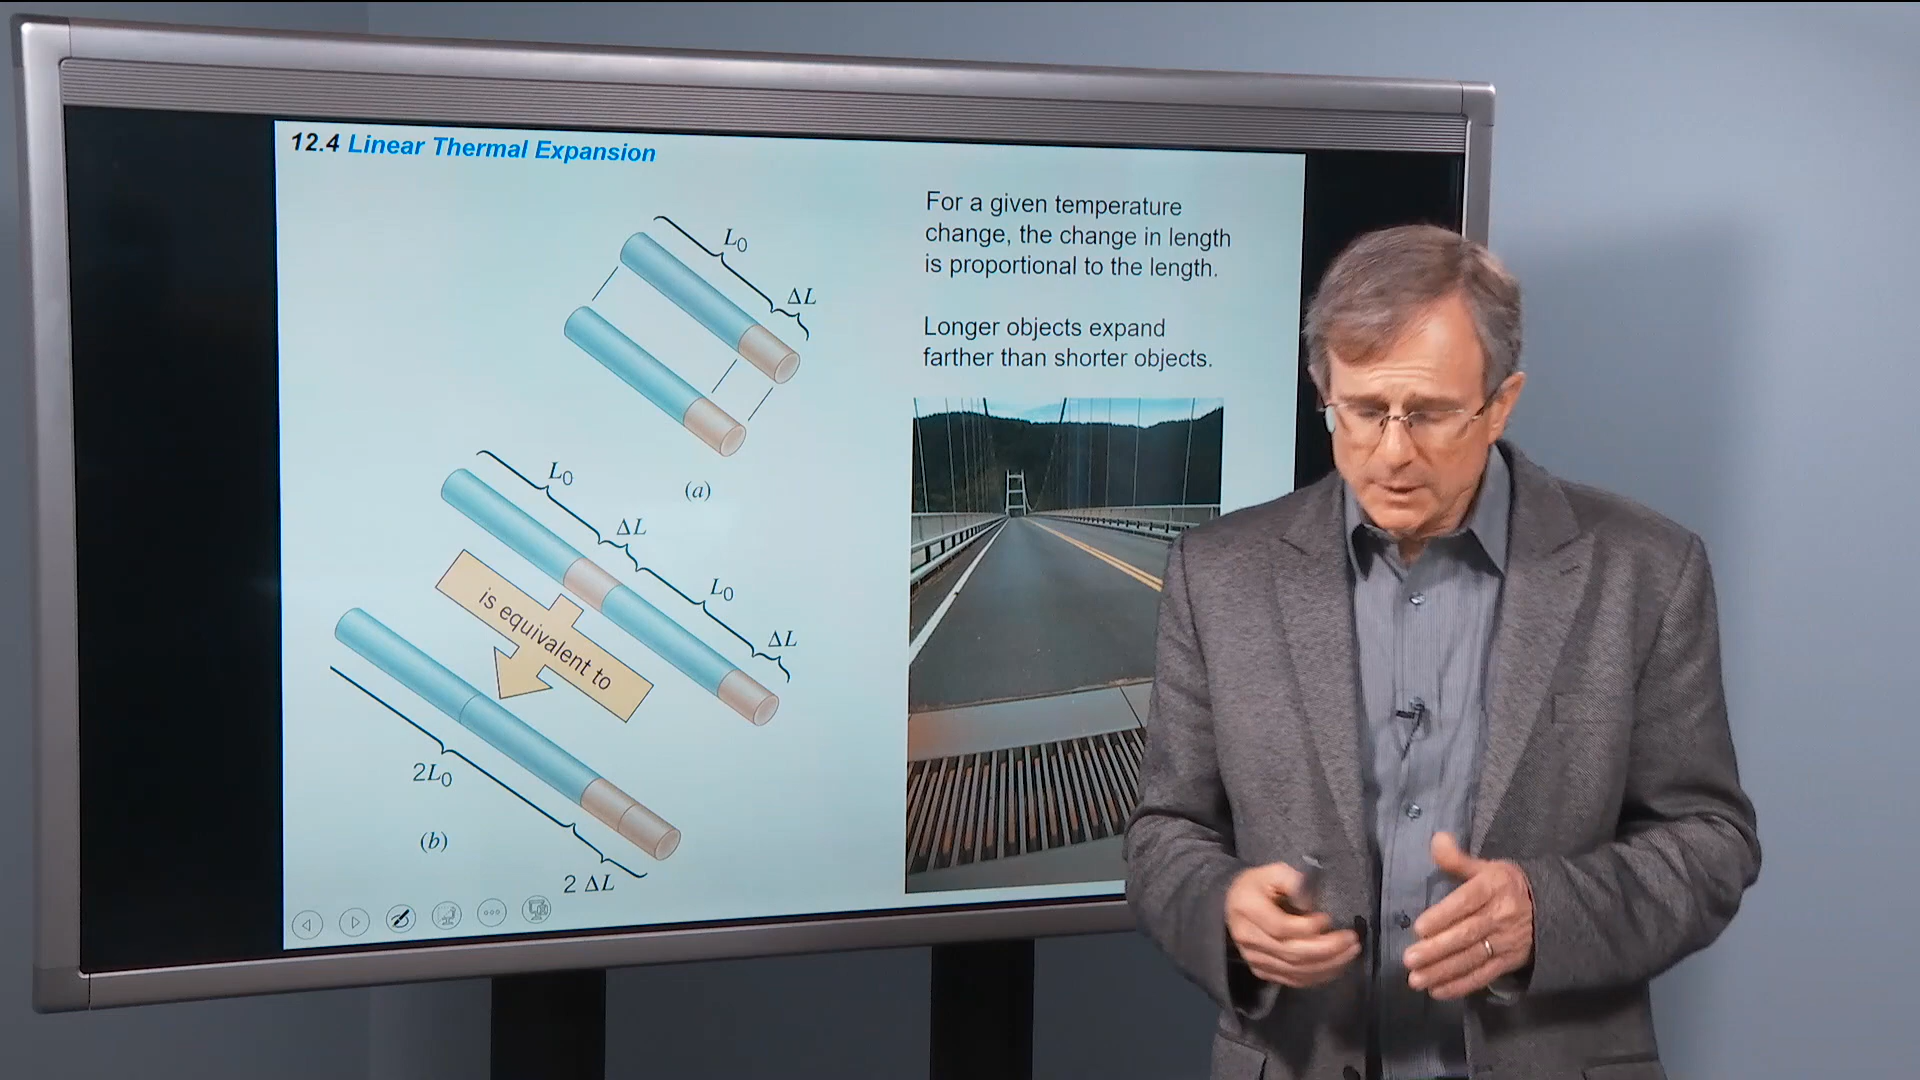 12.4 Linear Thermal Expansion
L0
ΔL
(a)
L0
ΔL
L0
ΔL
is equivalent to
2L0
2 ΔL
(b)
For a given temperature
change, the change in length
is proportional to the length.
Longer objects expand
farther than shorter objects.